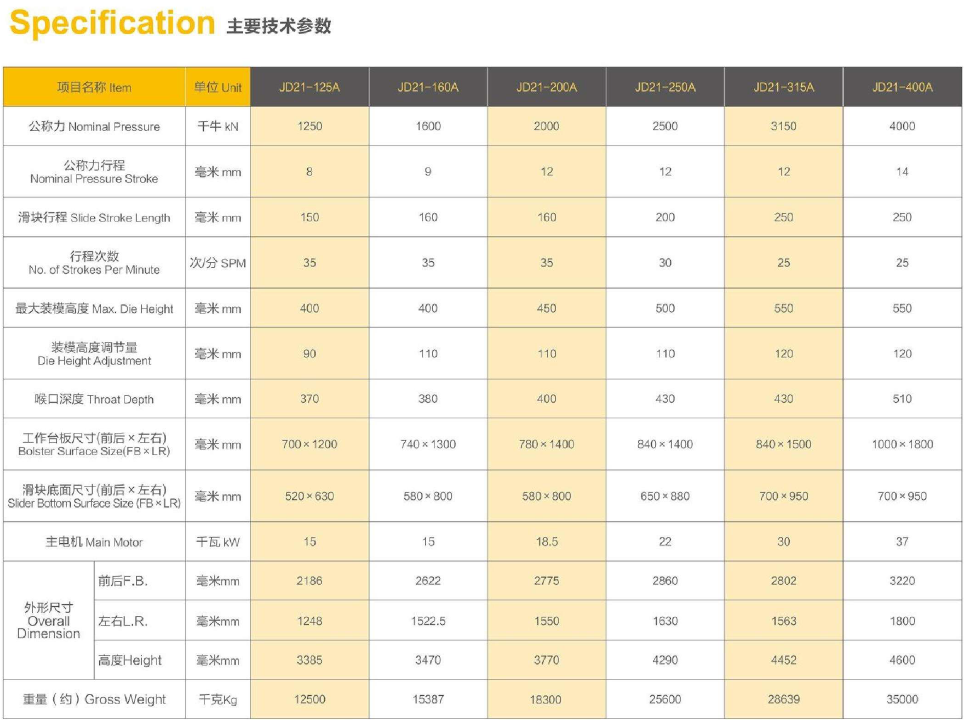 Specification 主要技术参数
项目名称 Item 单位 Unit JD21-125A JD21-160A JD21-200A JD21-250A JD21-315A JD21-400A
公称力 Nominal Pressure 千牛 kN 1250 1600 2000 2500 3150 4000
公称力行程
Nominal Pressure Stroke 毫米 mm 8 9 12 12 12 14
滑块行程 Slide Stroke Length 毫米 mm 150 160 160 200 250 250
行程次数
No. of Strokes Per Minute 次/分 SPM 35 35 35 30 25 25
最大装模高度 Max. Die Height 毫米 mm 400 400 450 500 550 550
装模高度调节量
Die Height Adjustment 毫米 mm 90 110 110 110 120 120
喉口深度 Throat Depth 毫米 mm 370 380 400 430 430 510
工作台板尺寸(前后×左右)
Bolster Surface Size(FB×LR) 毫米 mm 700×1200 740×1300 780×1400 840×1400 840×1500 1000×1800
滑块底面尺寸(前后×左右)
Slider Bottom Surface Size (FB×LR) 毫米 mm 520×630 580×800 580×800 650×880 700×950 700×950
主电机 Main Motor 千瓦 kW 15 15 18.5 22 30 37
外形尺寸
Overall
Dimension
前后F.B. 毫米mm 2186 2622 2775 2860 2802 3220
左右L.R. 毫米mm 1248 1522.5 1550 1630 1563 1800
高度Height 毫米mm 3385 3470 3770 4290 4452 4600
重量（约）Gross Weight 千克Kg 12500 15387 18300 25600 28639 35000